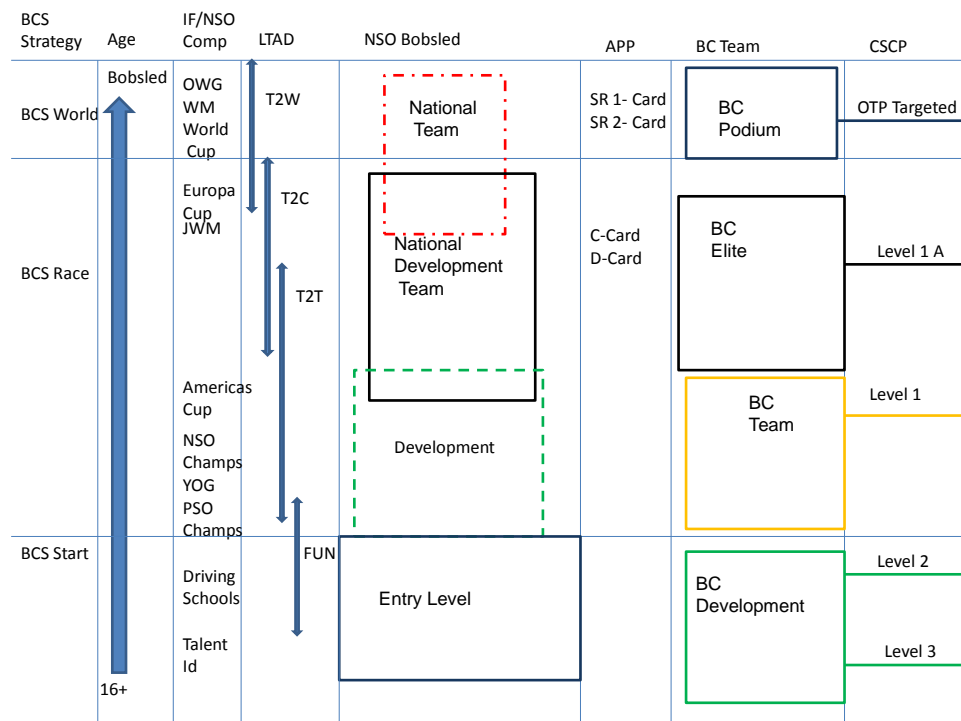 BCS
Strategy
Age
IF/NSO
Comp
LTAD
NSO Bobsled
APP
BC Team
CSCP
BCS World
Bobsled
OWG
WM
World
Cup
T2W
National
Team
SR 1- Card
SR 2- Card
BC
Podium
OTP Targeted
BCS Race
Europa
Cup
JWM
T2C
T2T
National
Development
Team
C-Card
D-Card
BC
Elite
Level 1 A
Americas
Cup
NSO
Champs
YOG
PSO
Champs
Development
BC
Team
Level 1
BCS Start
16+
Driving
Schools
Talent
Id
FUN
Entry Level
BC
Development
Level 2
Level 3